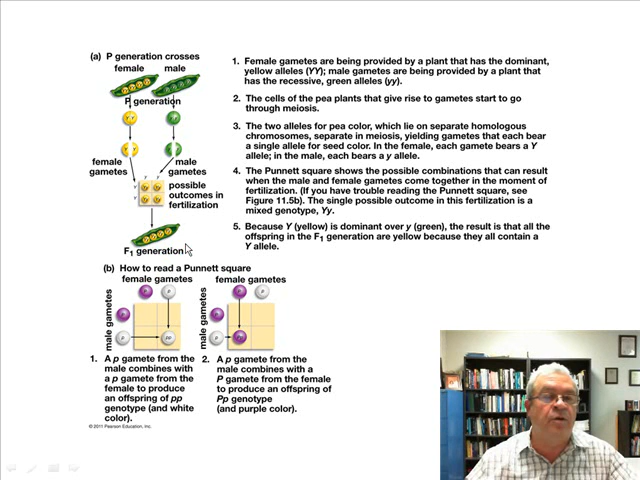 (a) P generation crosses
female male
P generation
female
gametes
male
gametes
possible
outcomes in
fertilization
F1 generation
1. Female gametes are being provided by a plant that has the dominant,
yellow alleles (YY); male gametes are being provided by a plant that
has the recessive, green alleles (yy).
2. The cells of the pea plants that give rise to gametes start to go
through meiosis.
3. The two alleles for pea color, which lie on separate homologous
chromosomes, separate in meiosis, yielding gametes that each bear
a single allele for seed color. In the female, each gamete bears a Y
allele; in the male, each bears a y allele.
4. The Punnett square shows the possible combinations that can result
when the male and female gametes come together in the moment of
fertilization. (If you have trouble reading the Punnett square, see
Figure 11.5b). The single possible outcome in this fertilization is a
mixed genotype, Yy.
5. Because Y (yellow) is dominant over y (green), the result is that all the
offspring in the F1 generation are yellow because they all contain a
Y allele.
(b) How to read a Punnett square
female gametes female gametes
male gametes
male gametes
p
p
pp
p
p
1. A p gamete from the
male combines with
a p gamete from the
female to produce
an offspring of pp
genotype (and white
color).
2. A p gamete from the
male combines with a
P gamete from the female
to produce an offspring of
Pp genotype
(and purple color).
© 2011 Pearson Education, Inc.